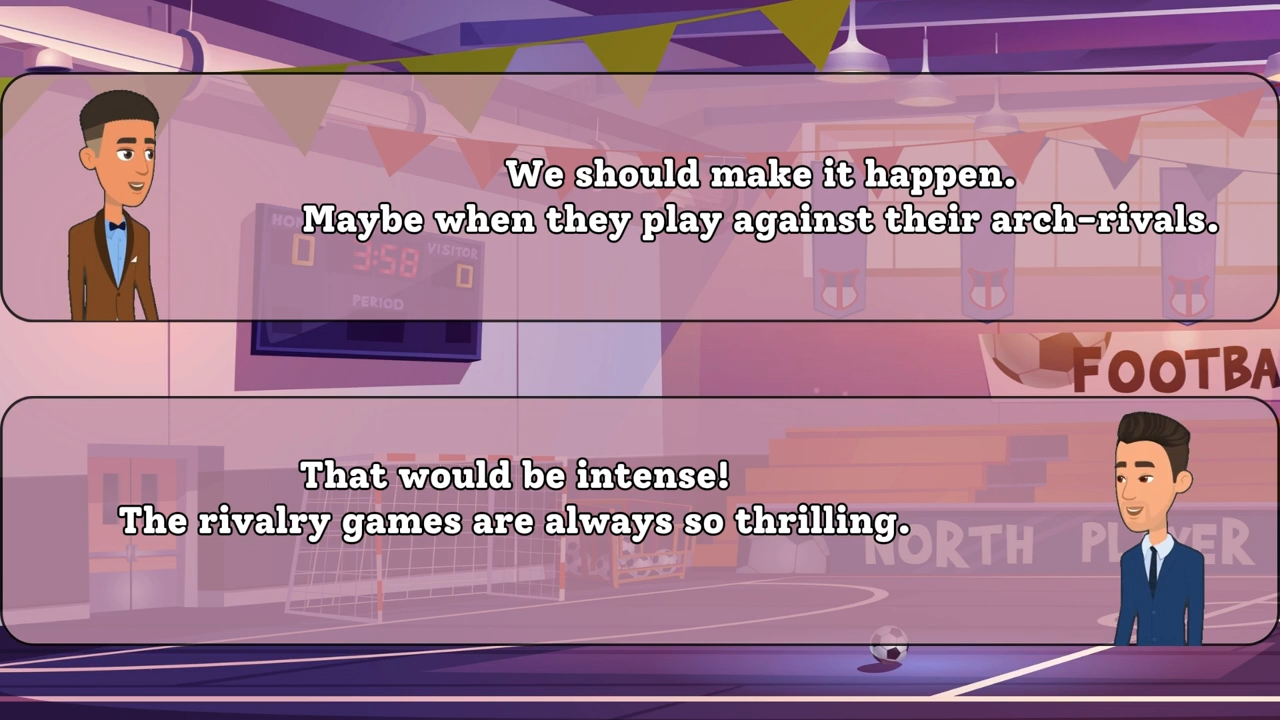 We should make it happen.
Maybe when they play against their arch-rivals.
HOM
VISITOR
0
3:58
0
PERIOD
FOOTBA
That would be intense!
The rivalry games are always so thrilling.
NORTH PLAYER